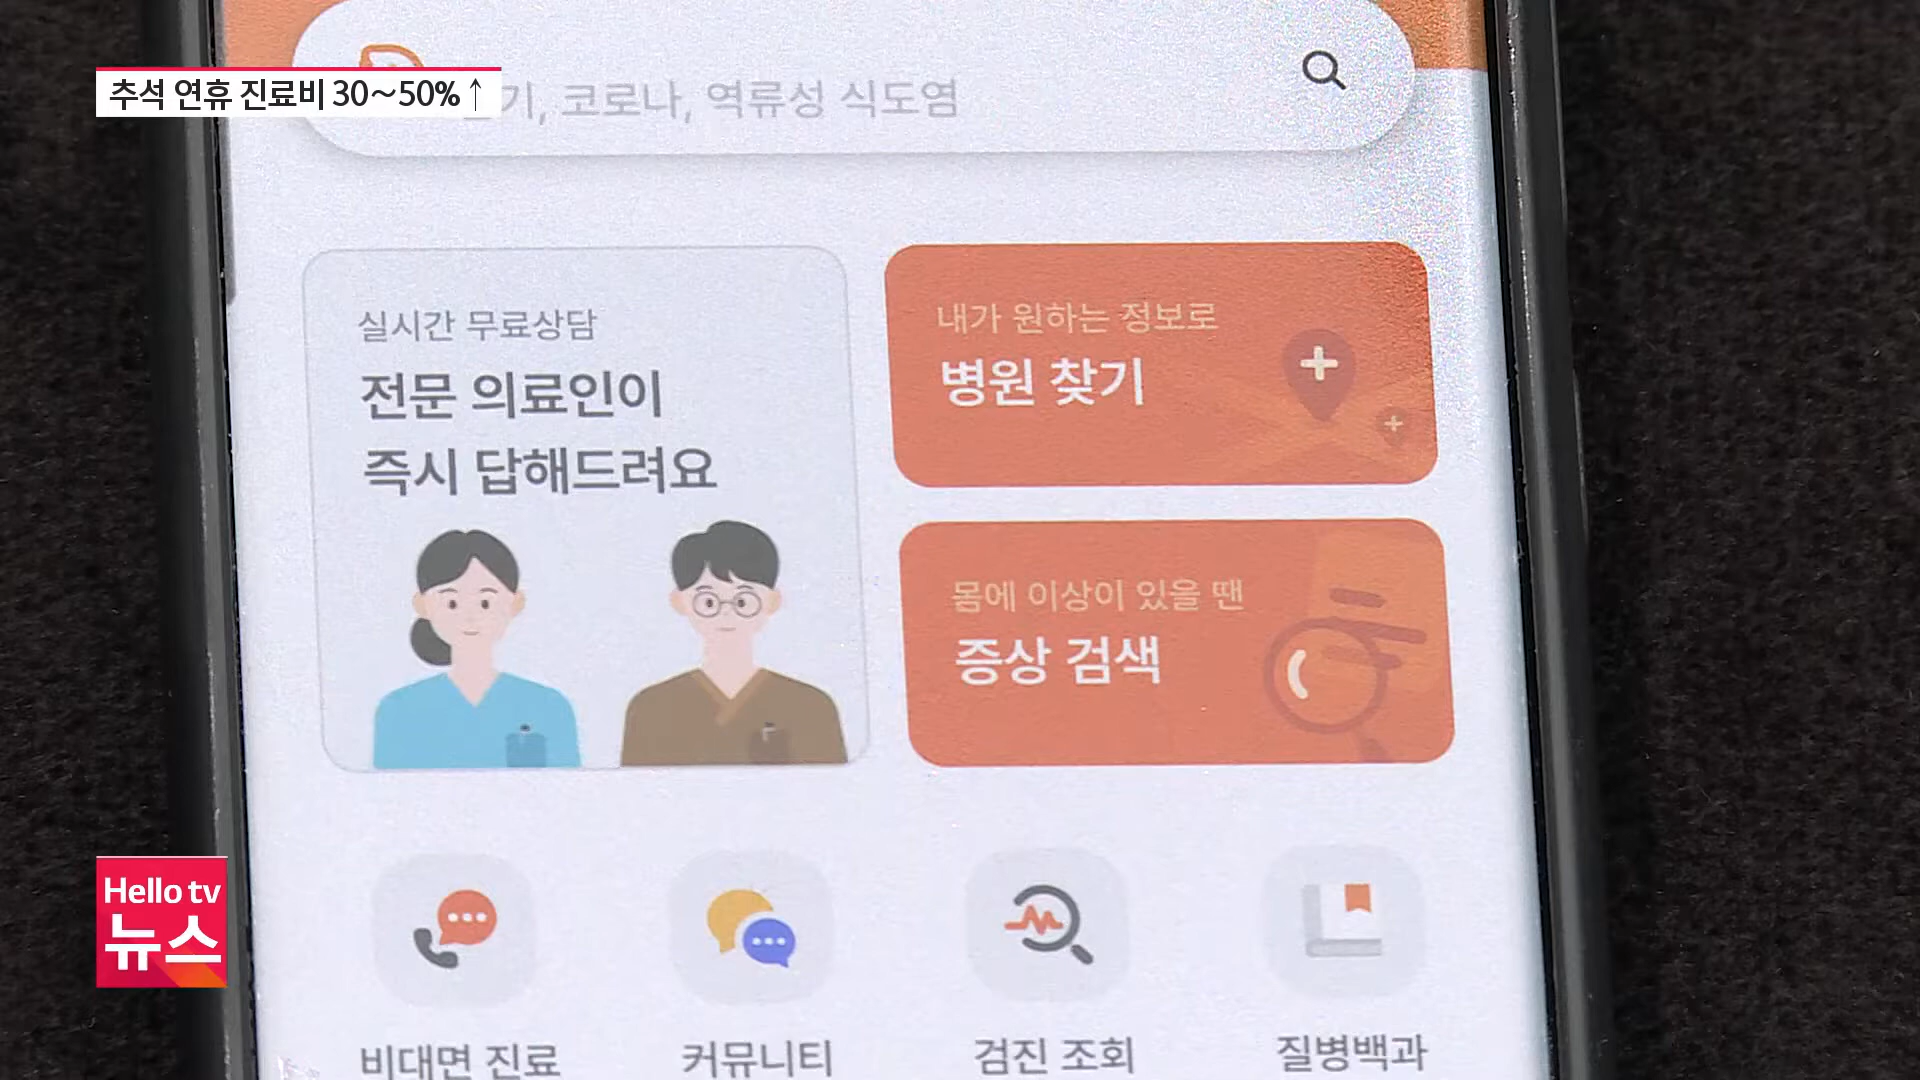 추석 연휴 진료비 30~50%↑
기, 코로나, 역류성 식도염
실시간 무료상담
전문 의료인이
즉시 답해드려요
내가 원하는 정보로
병원 찾기
몸에 이상이 있을 땐
증상 검색
비대면 진료
커뮤니티
검진 조회
질병백과
Hello tv
뉴스